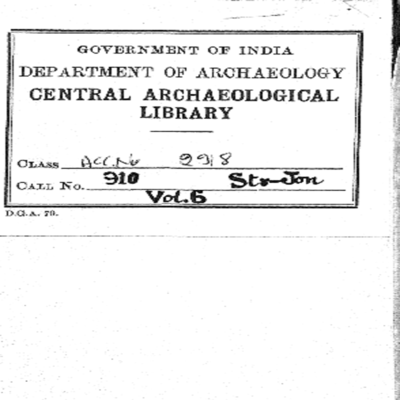 GOVERNMENT OF INDIA
DEPARTMENT OF ARCHAEOLOGY
CENTRAL ARCHAEOLOGICAL
LIBRARY
CLASS Acc. No 2918
CALL No. 910 Str-Jon
Vol. 6
D.G.A. 79.